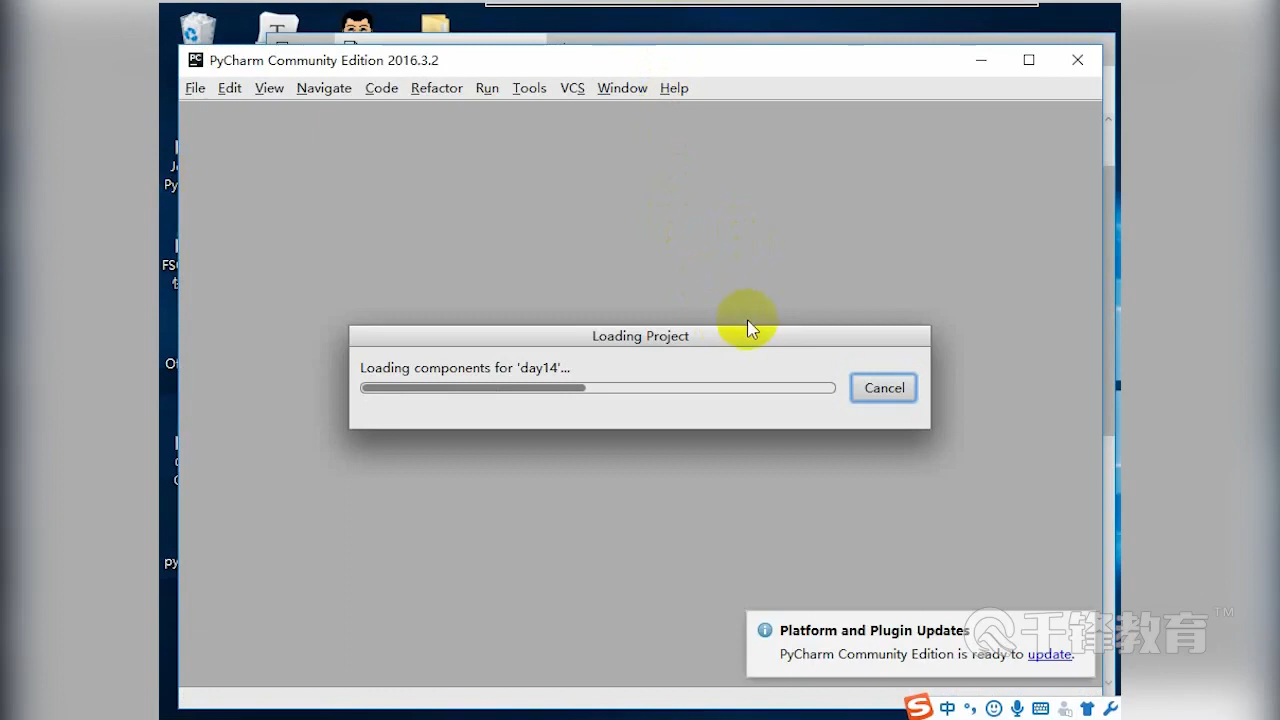 PyCharm Community Edition 2016.3.2
File Edit View Navigate Code Refactor Run Tools VCS Window Help
Loading Project
Loading components for 'day14'...
Cancel
Platform and Plugin Updates
PyCharm Community Edition is ready to update.
千锋教育 TM
中